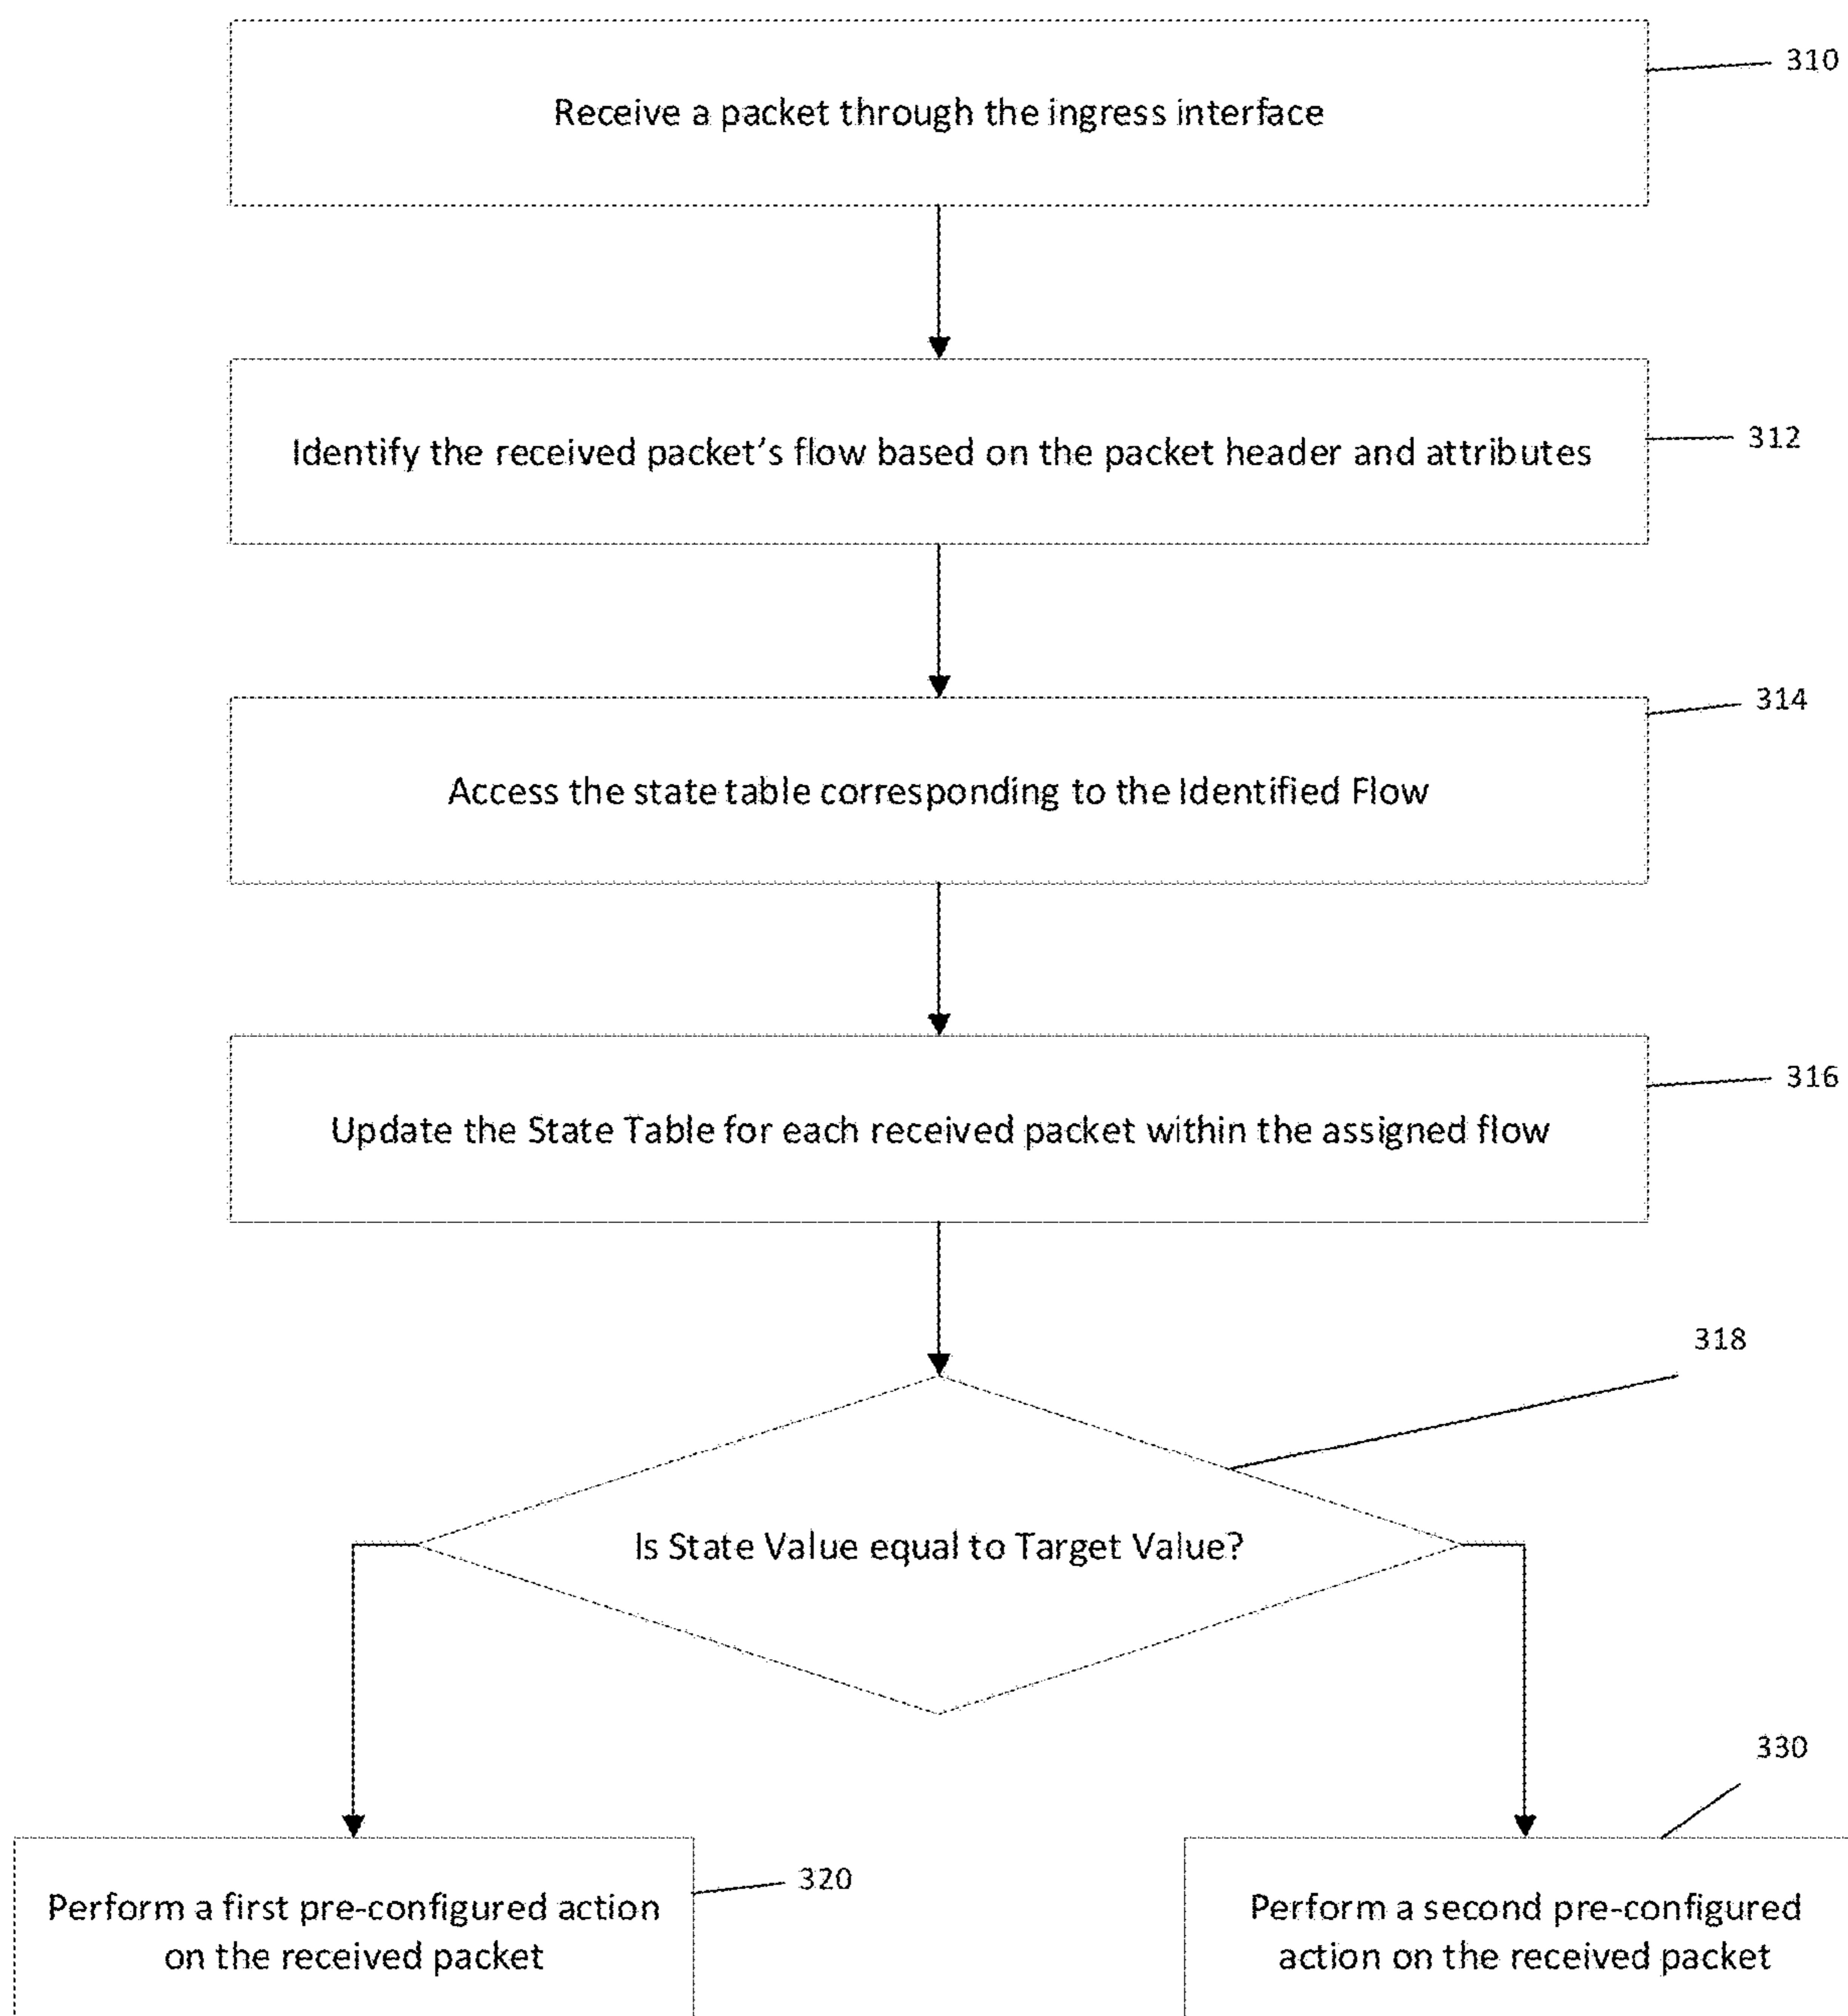 Receive a packet through the ingress interface
310
Identify the received packet's flow based on the packet header and attributes
312
Access the state table corresponding to the Identified Flow
314
Update the State Table for each received packet within the assigned flow
316
318
Is State Value equal to Target Value?
330
Perform a first pre-configured action
on the received packet
320
Perform a second pre-configured
action on the received packet